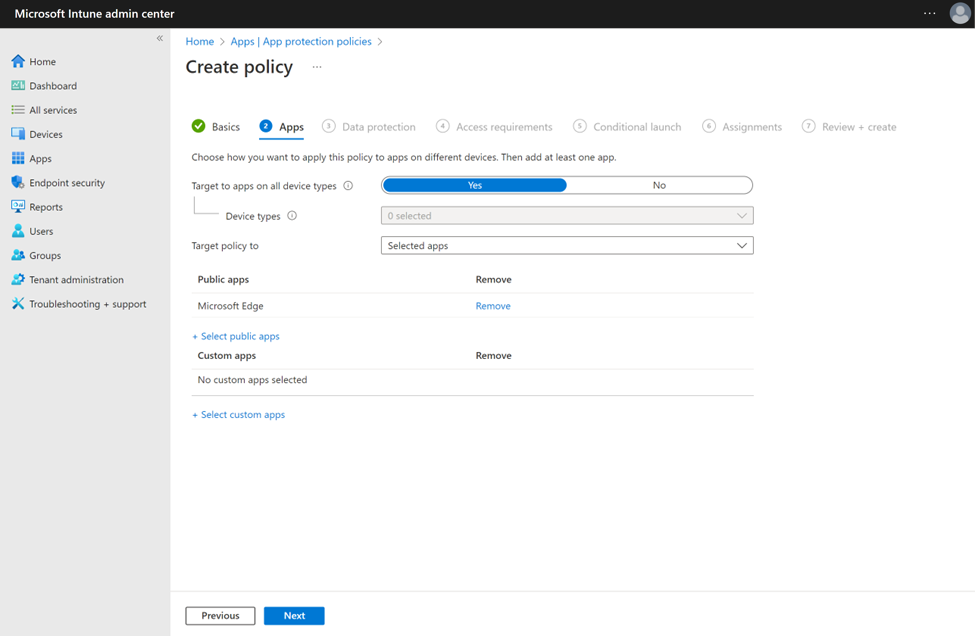 Microsoft Intune admin center
...
«
Home > Apps | App protection policies >
Create policy ...
Home
Dashboard
All services
Devices
Apps
Endpoint security
Reports
Users
Groups
Tenant administration
Troubleshooting + support
Basics 2 Apps 3 Data protection 4 Access requirements 5 Conditional launch 6 Assignments 7 Review + create
Choose how you want to apply this policy to apps on different devices. Then add at least one app.
Target to apps on all device types Yes No
Device types 0 selected
Target policy to Selected apps
Public apps Remove
Microsoft Edge Remove
+ Select public apps
Custom apps Remove
No custom apps selected
+ Select custom apps
Previous Next